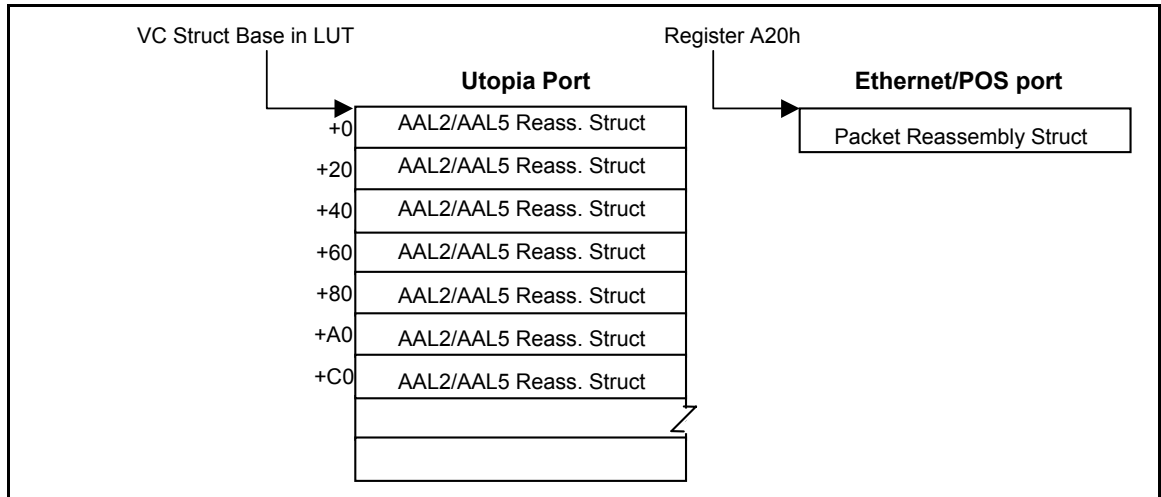 VC Struct Base in LUT
Register A20h
Utopia Port
Ethernet/POS port
+0 AAL2/AAL5 Reass. Struct
Packet Reassembly Struct
+20 AAL2/AAL5 Reass. Struct
+40 AAL2/AAL5 Reass. Struct
+60 AAL2/AAL5 Reass. Struct
+80 AAL2/AAL5 Reass. Struct
+A0 AAL2/AAL5 Reass. Struct
+C0 AAL2/AAL5 Reass. Struct